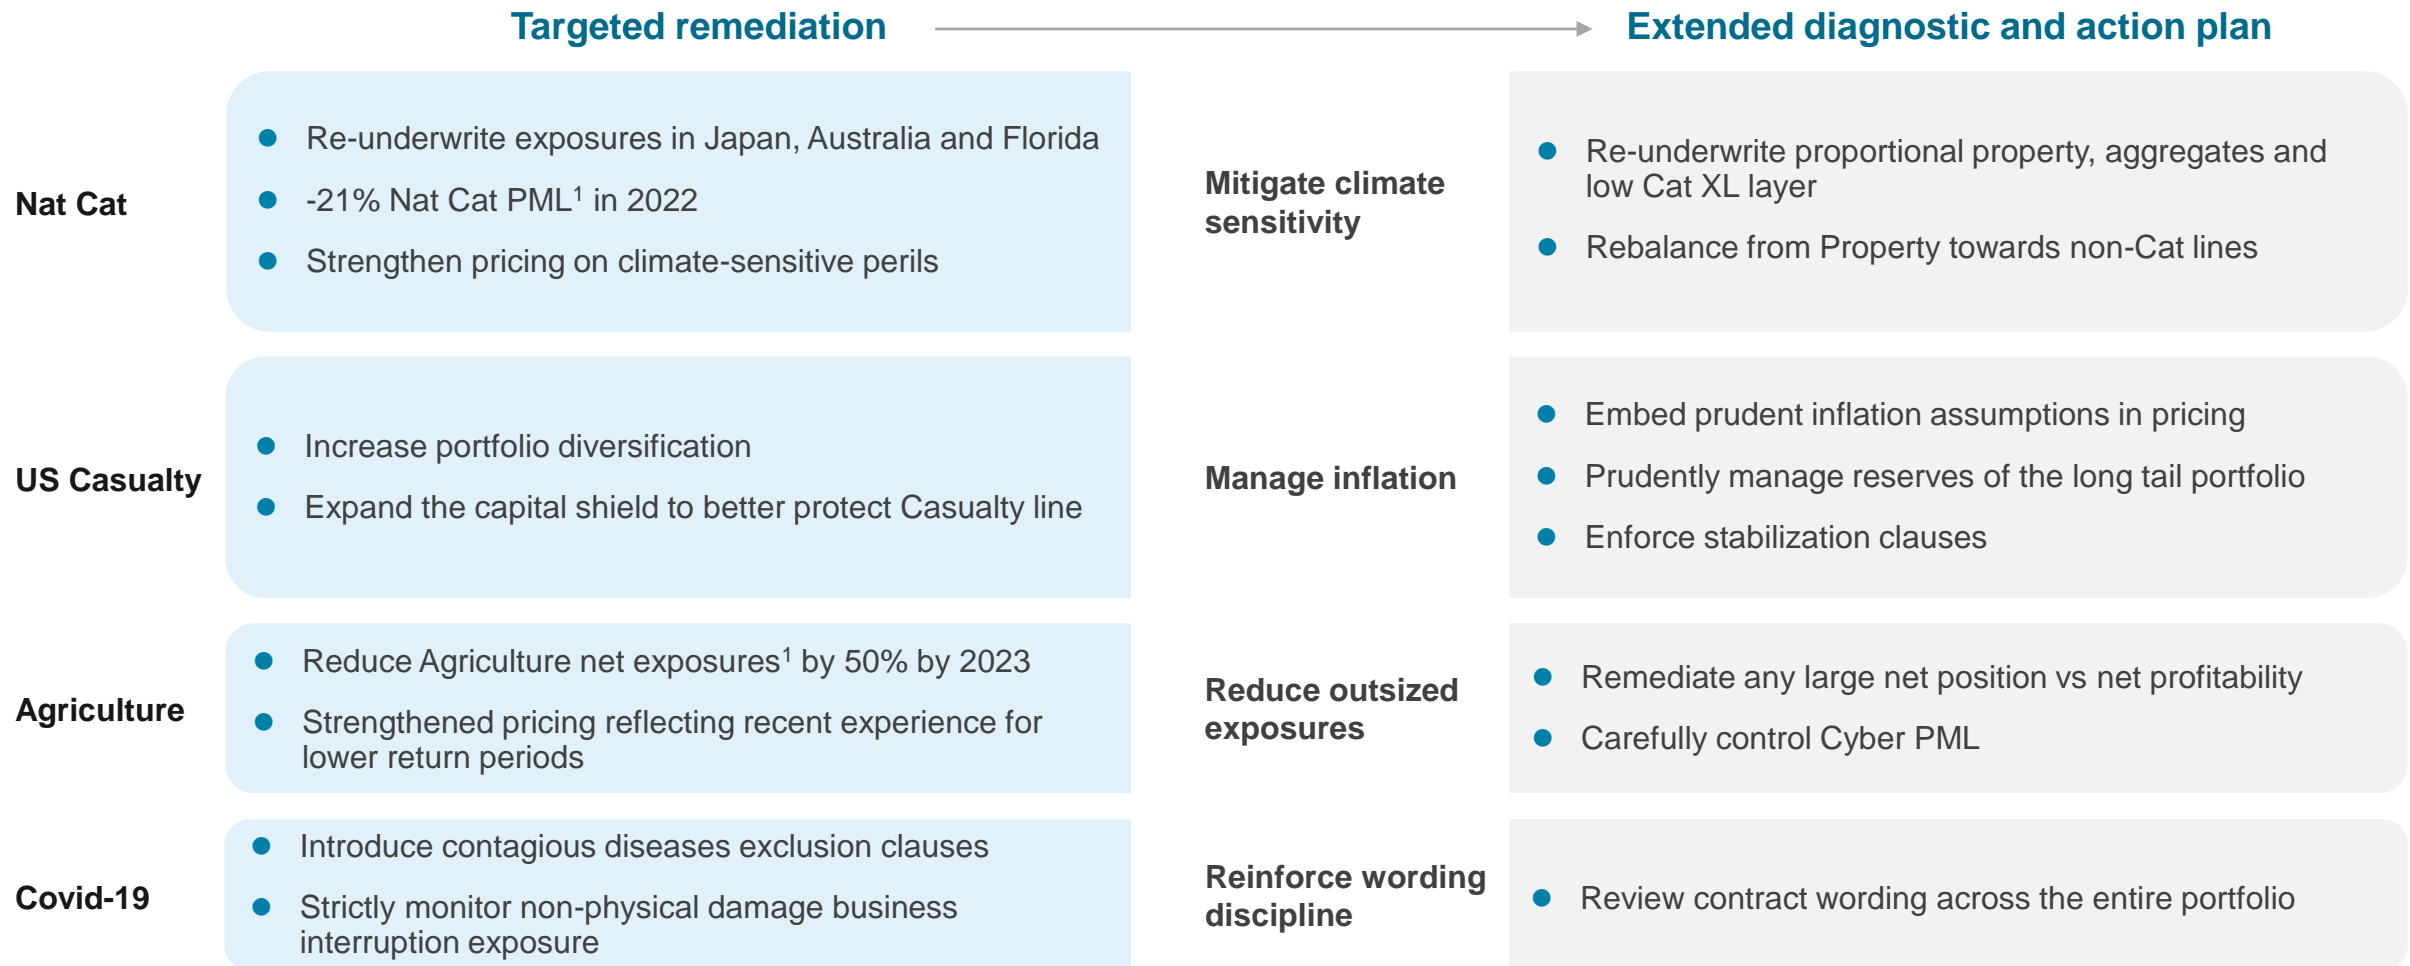 Targeted remediation
Extended diagnostic and action plan
Nat Cat
Re-underwrite exposures in Japan, Australia and Florida
-21% Nat Cat PML¹ in 2022
Strengthen pricing on climate-sensitive perils
Mitigate climate
sensitivity
Re-underwrite proportional property, aggregates and
low Cat XL layer
Rebalance from Property towards non-Cat lines
US Casualty
Increase portfolio diversification
Expand the capital shield to better protect Casualty line
Manage inflation
Embed prudent inflation assumptions in pricing
Prudently manage reserves of the long tail portfolio
Enforce stabilization clauses
Agriculture
Reduce Agriculture net exposures¹ by 50% by 2023
Strengthened pricing reflecting recent experience for
lower return periods
Reduce outsized
exposures
Remediate any large net position vs net profitability
Carefully control Cyber PML
Covid-19
Introduce contagious diseases exclusion clauses
Strictly monitor non-physical damage business
interruption exposure
Reinforce wording
discipline
Review contract wording across the entire portfolio